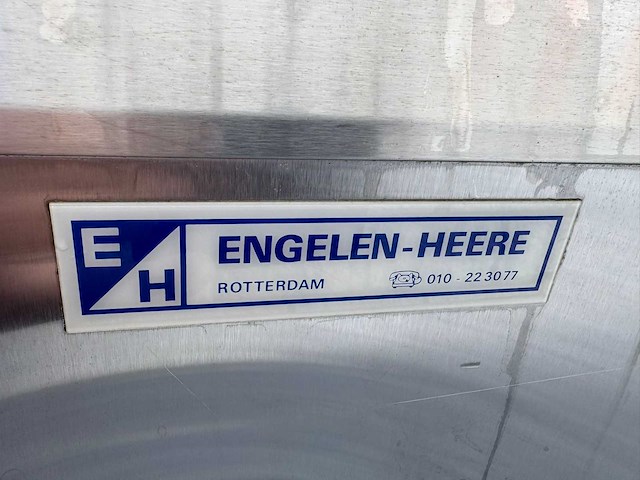 E
H
ENGELEN-HEERE
ROTTERDAM 010 - 223077